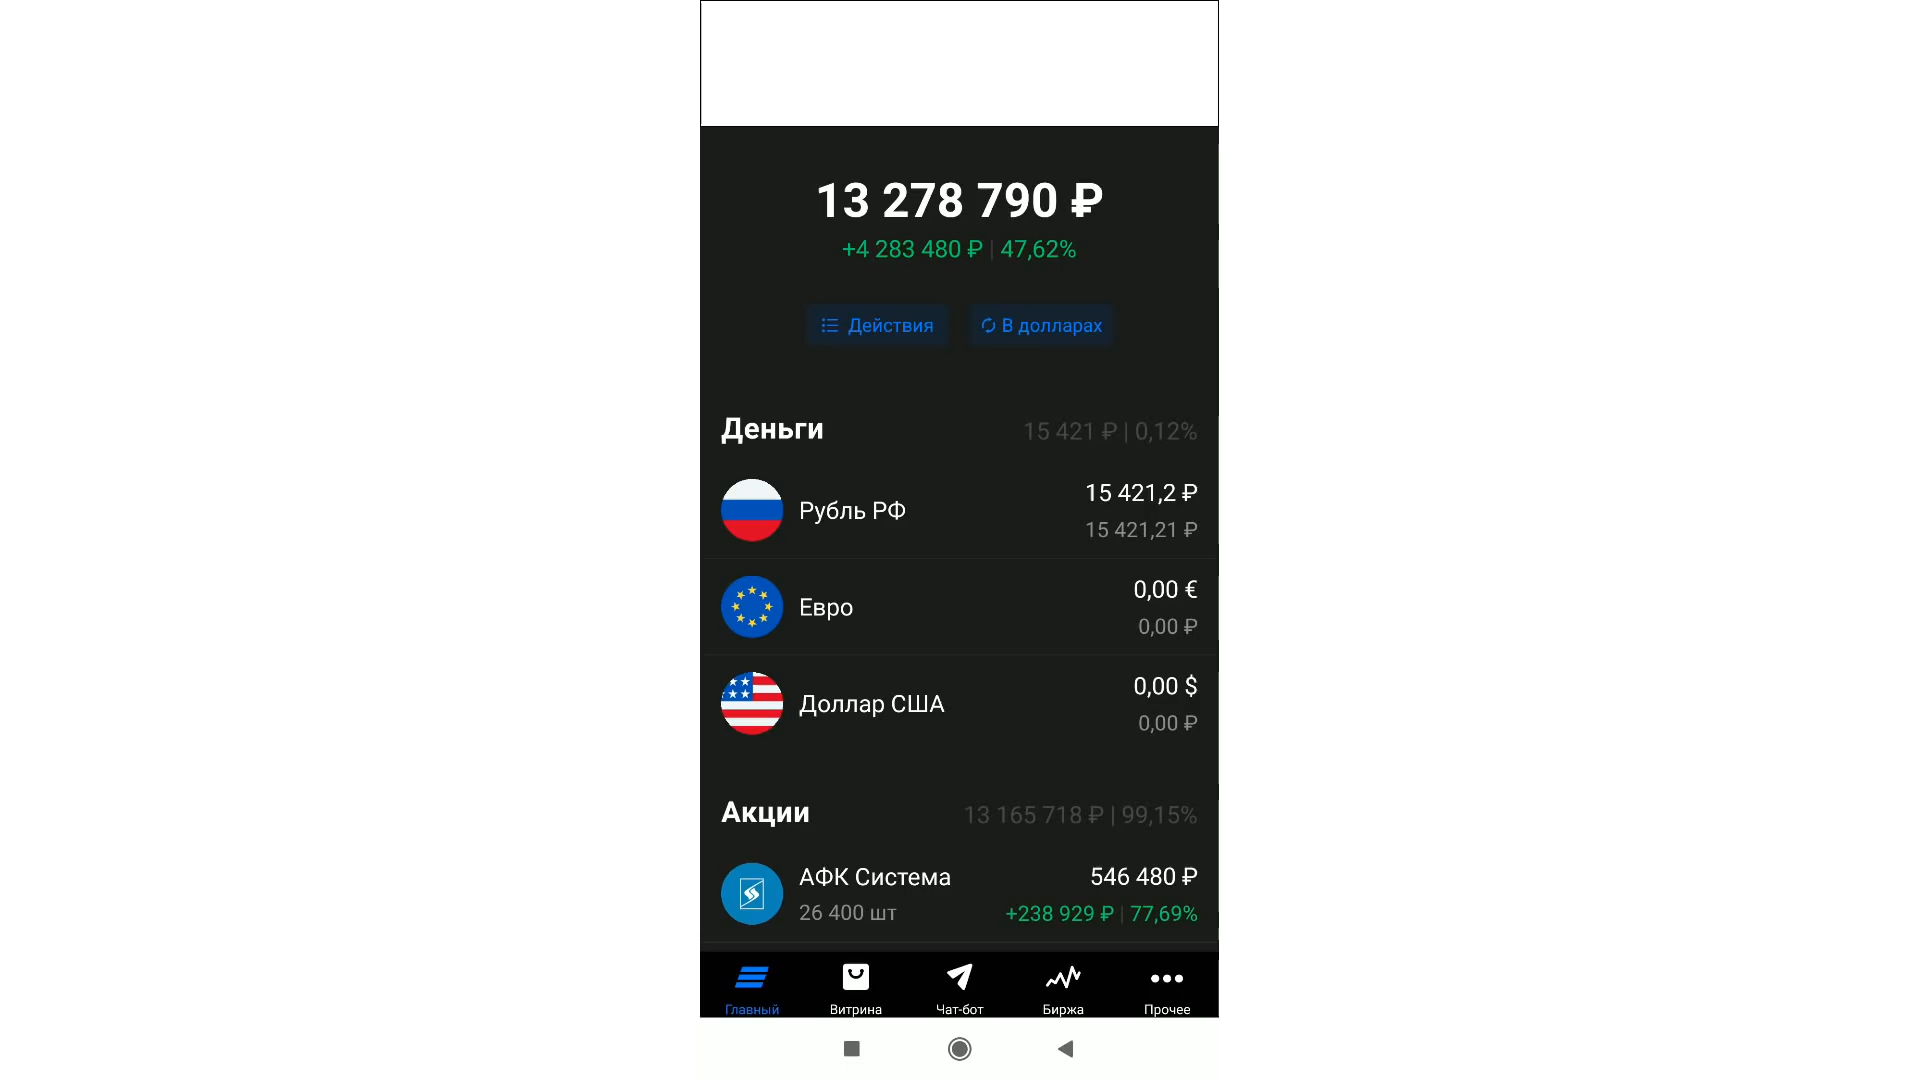 13 278 790 ₽
+4 283 480 ₽ | 47,62%
Действия
В долларах
Деньги
15 421 ₽ | 0,12%
Рубль РФ
15 421,2 ₽
15 421,21 ₽
Евро
0,00 €
0,00 ₽
Доллар США
0,00 $
0,00 ₽
Акции
13 165 718 ₽ | 99,15%
АФК Система
546 480 ₽
26 400 шт
+238 929 ₽ | 77,69%
Главный
Витрина
Чат-бот
Биржа
Прочее